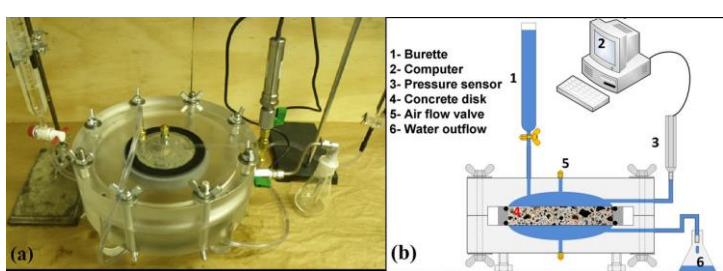 (a)
1- Burette
2- Computer
3- Pressure sensor
4- Concrete disk
5- Air flow valve
6- Water outflow
2
1
3
5
4
6
(b)